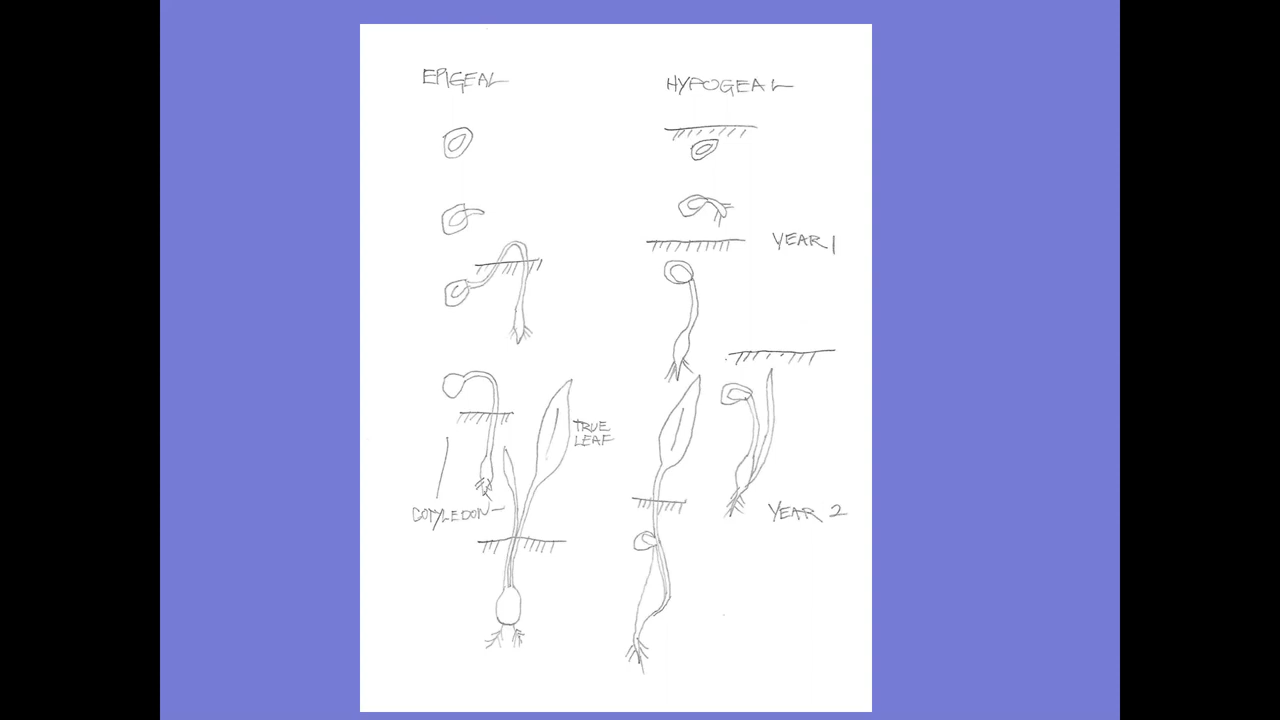 EPIGEAL
HYPOGEAL
YEAR 1
TRUE
LEAF
COTYLEDON
YEAR 2